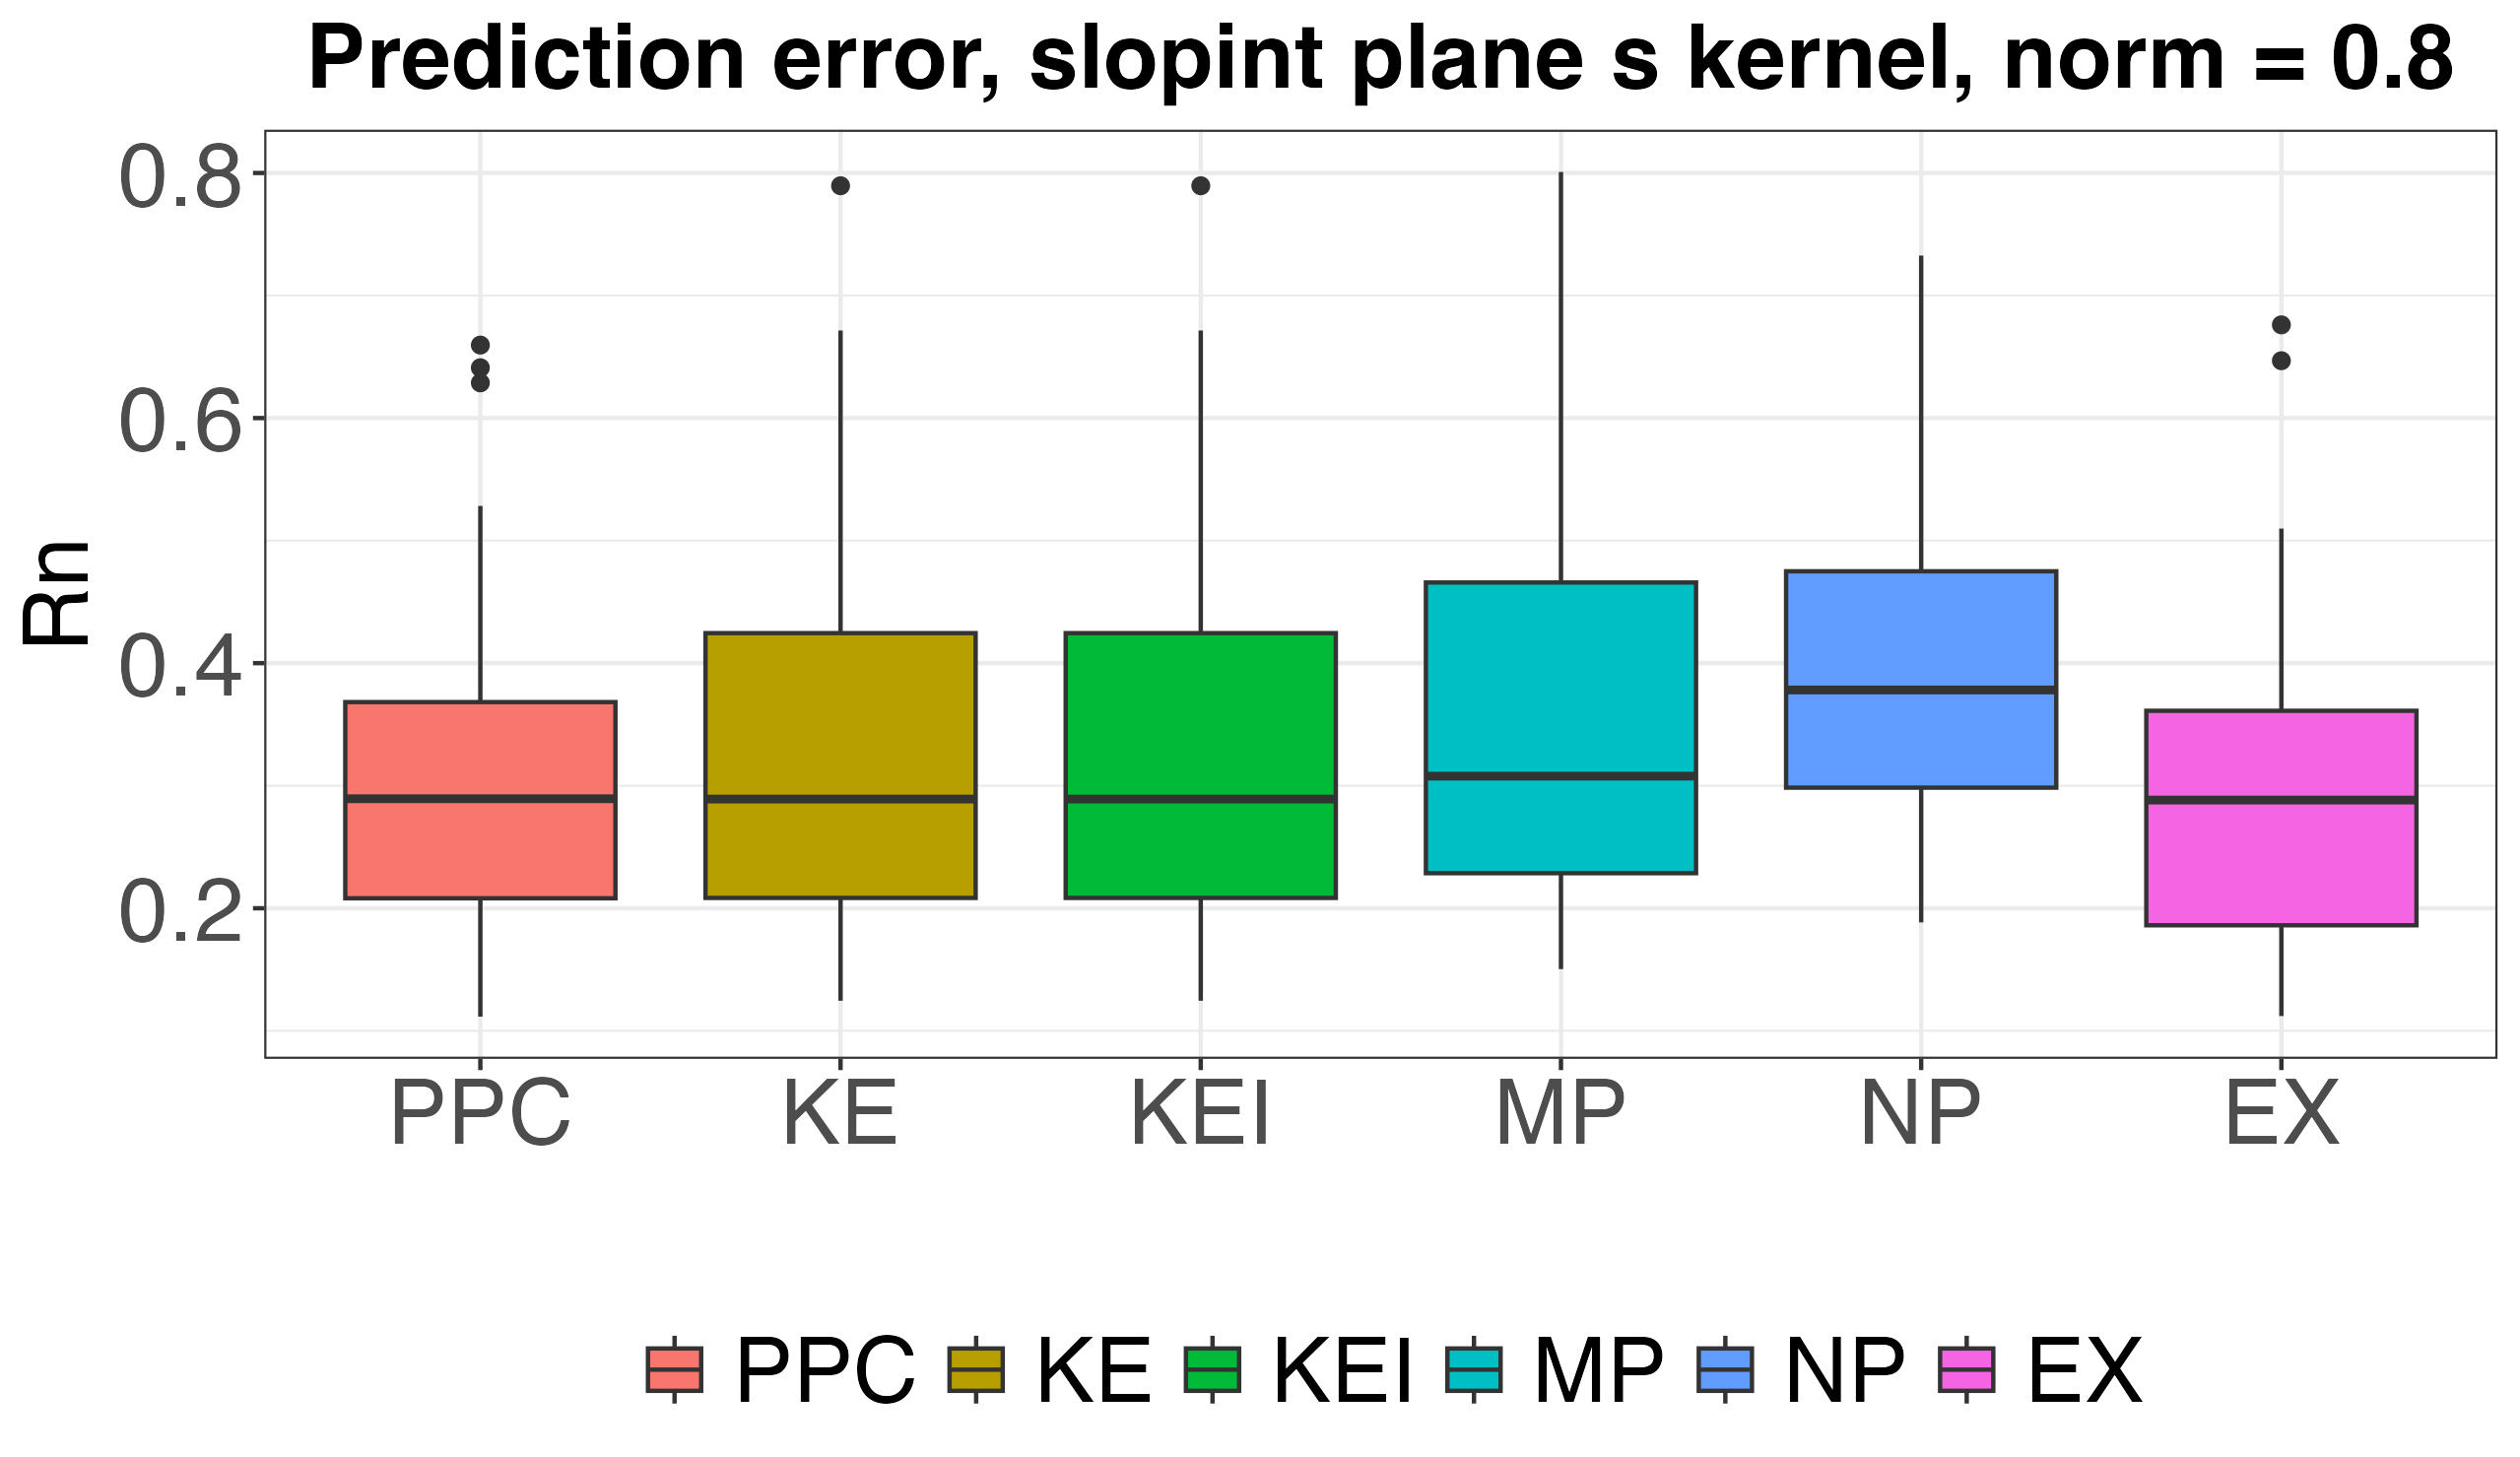 Prediction error, slopint plane s kernel, norm = 0.8
Rn
0.8
0.6
0.4
0.2
PPC KE KEI MP NP EX
PPC KE KEI MP NP EX